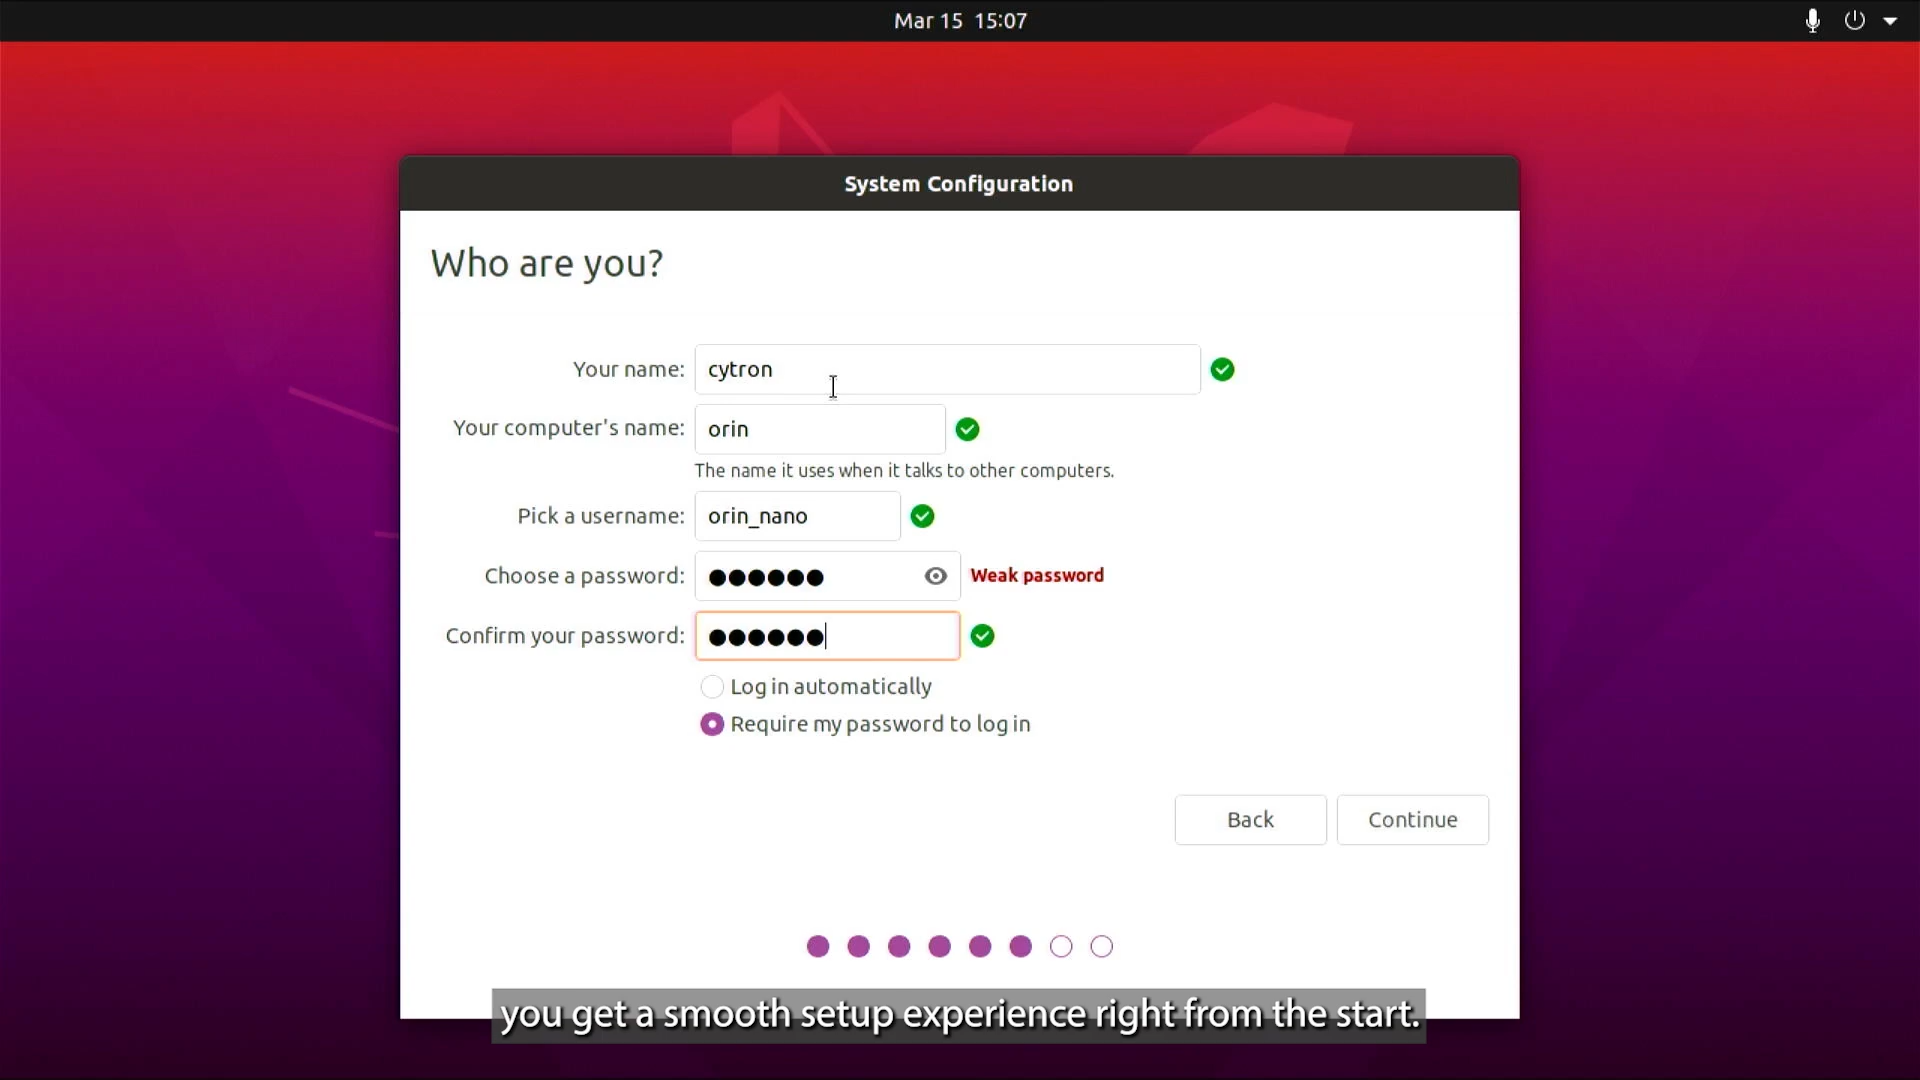 Mar 15 15:07
System Configuration
Who are you?
Your name: cytron
Your computer's name: orin
The name it uses when it talks to other computers.
Pick a username: orin_nano
Choose a password: ●●●●●● Weak password
Confirm your password: ●●●●●●
Log in automatically
Require my password to log in
Back Continue
you get a smooth setup experience right from the start.